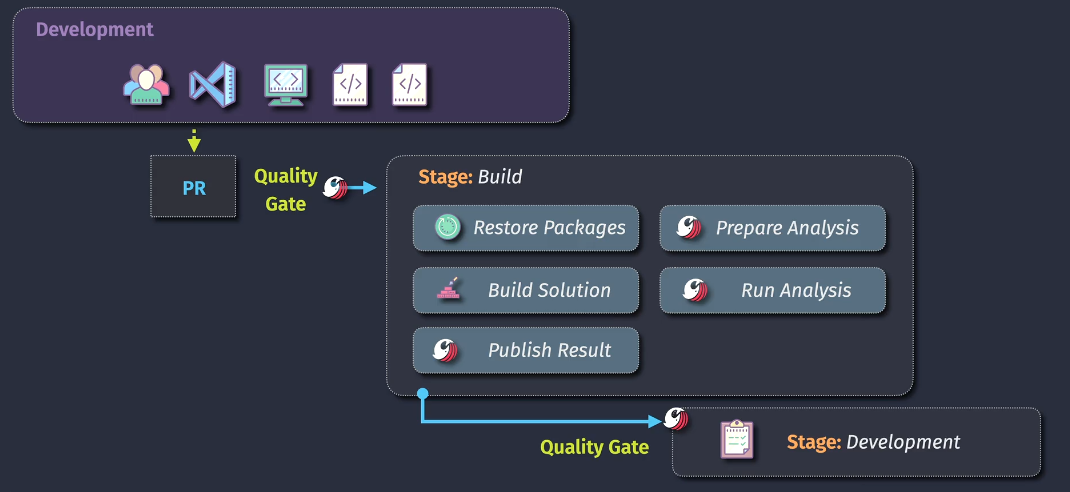 Development
PR
Quality
Gate
Stage: Build
Restore Packages
Prepare Analysis
Build Solution
Run Analysis
Publish Result
Quality Gate
Stage: Development